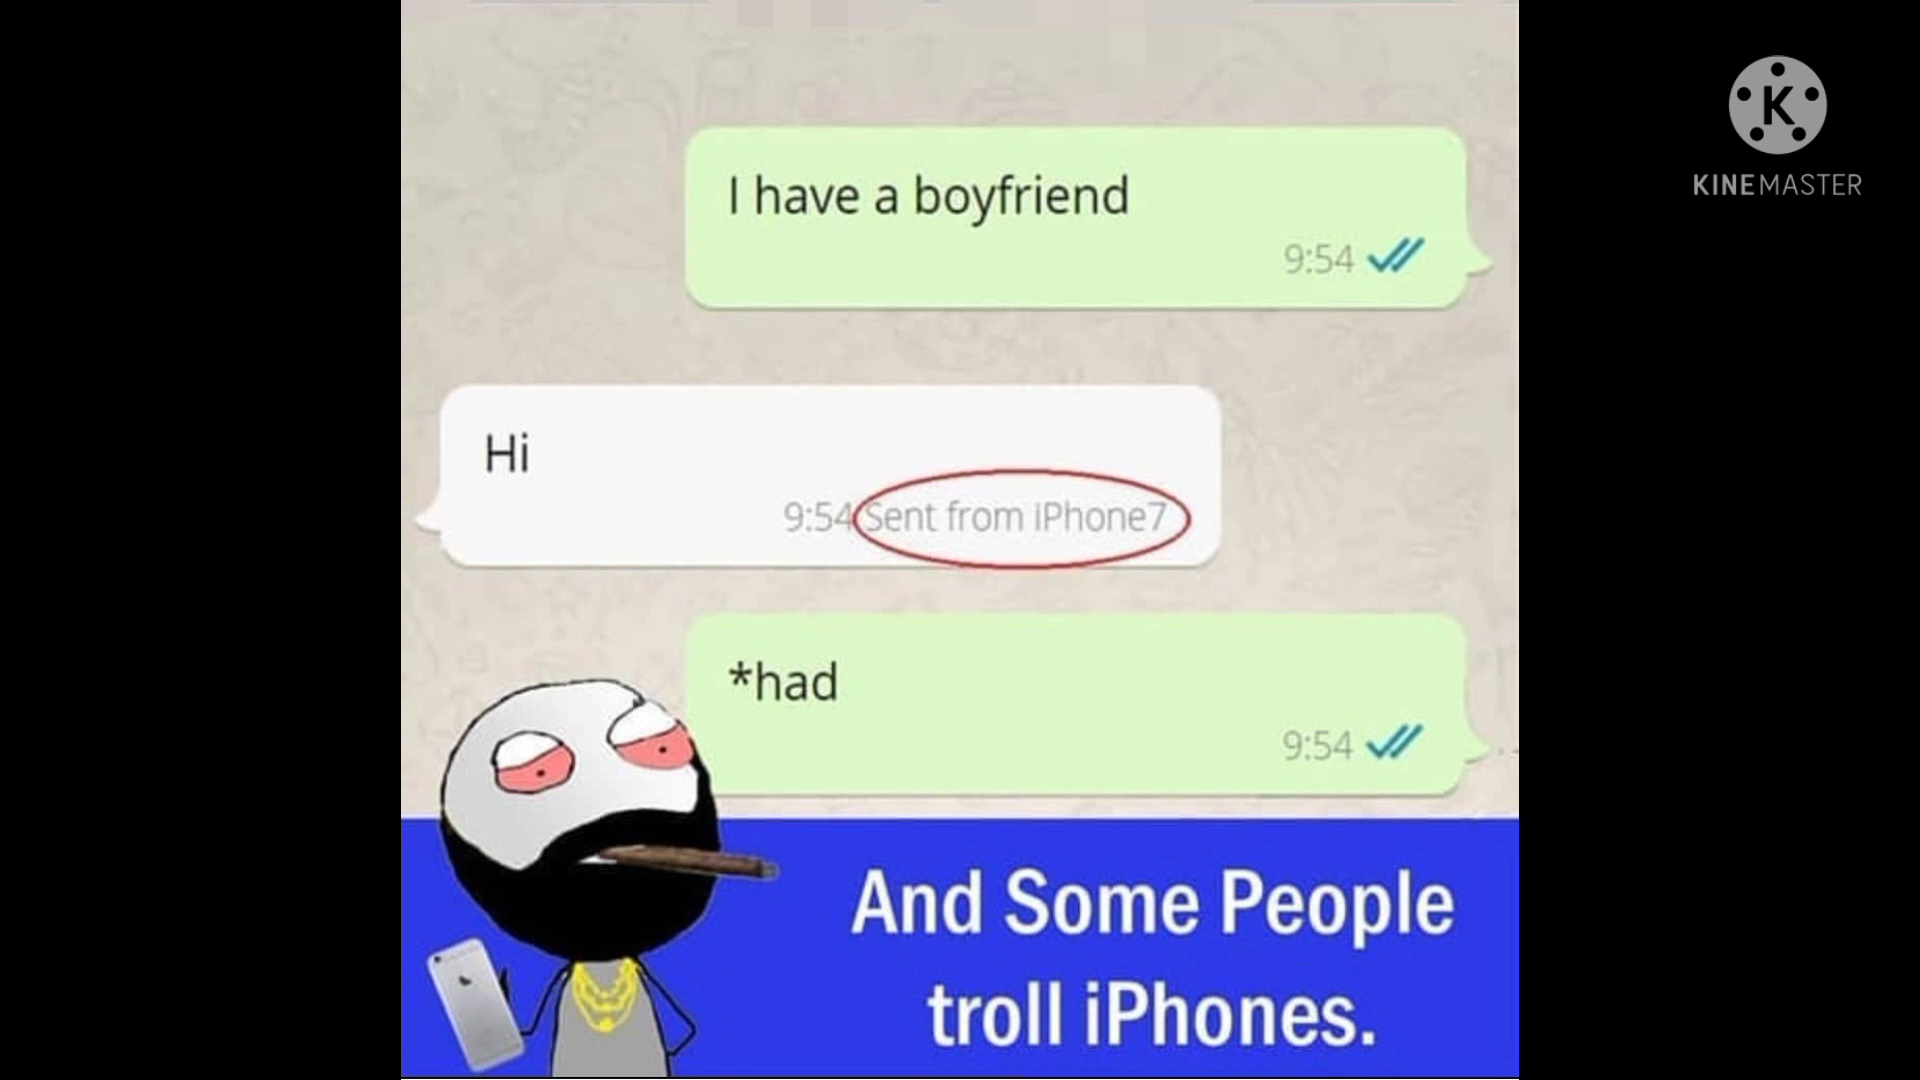 I have a boyfriend
9:54
K
KINEMASTER
Hi
9:54 Sent from iPhone7
*had
9:54
And Some People
troll iPhones.